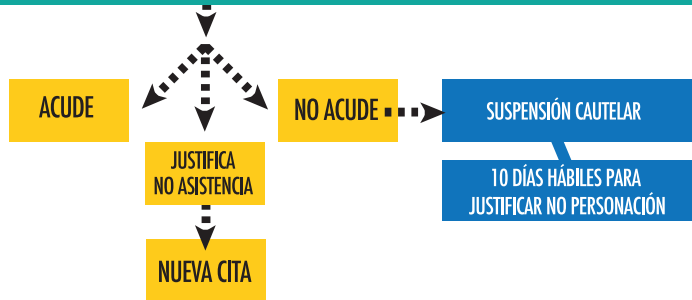 ACUDE
NO ACUDE
SUSPENSIÓN CAUTELAR
JUSTIFICA
NO ASISTENCIA
10 DÍAS HÁBILES PARA
JUSTIFICAR NO PERSONACIÓN
NUEVA CITA